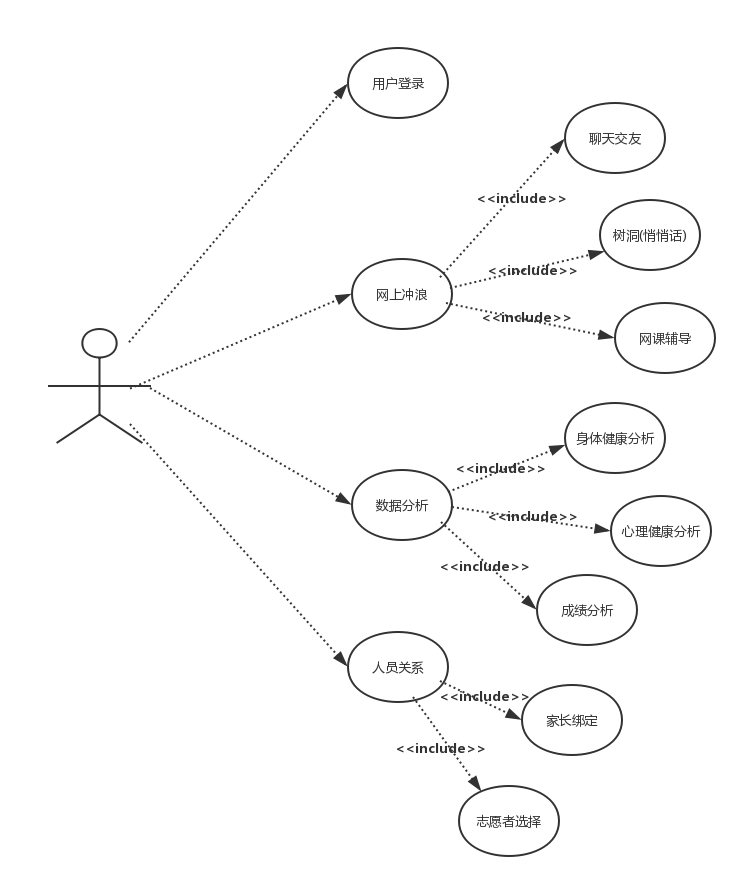 用户登录
聊天交友
<<include>>
树洞(悄悄话)
<<include>>
网上冲浪
<<include>>
网课辅导
身体健康分析
<<include>>
数据分析
<<include>>
心理健康分析
<<include>>
成绩分析
人员关系
<<include>>
家长绑定
<<include>>
志愿者选择